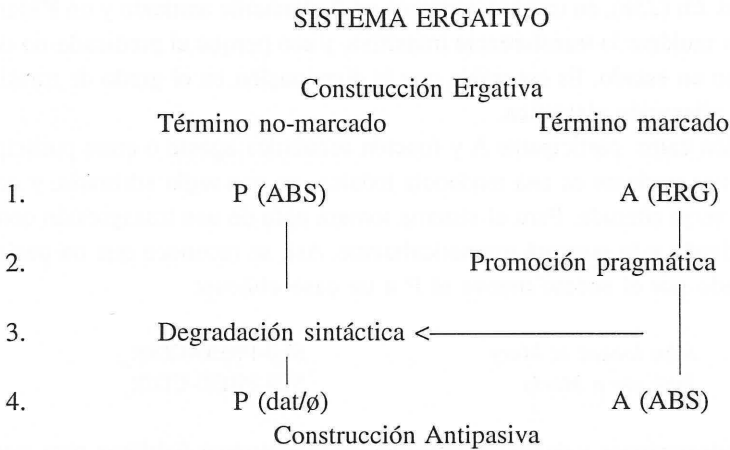 SISTEMA ERGATIVO
Construcción Ergativa
Término no-marcado Término marcado
1. P (ABS) A (ERG)
2. Promoción pragmática
3. Degradación sintáctica <
4. P (dat/ø) A (ABS)
Construcción Antipasiva